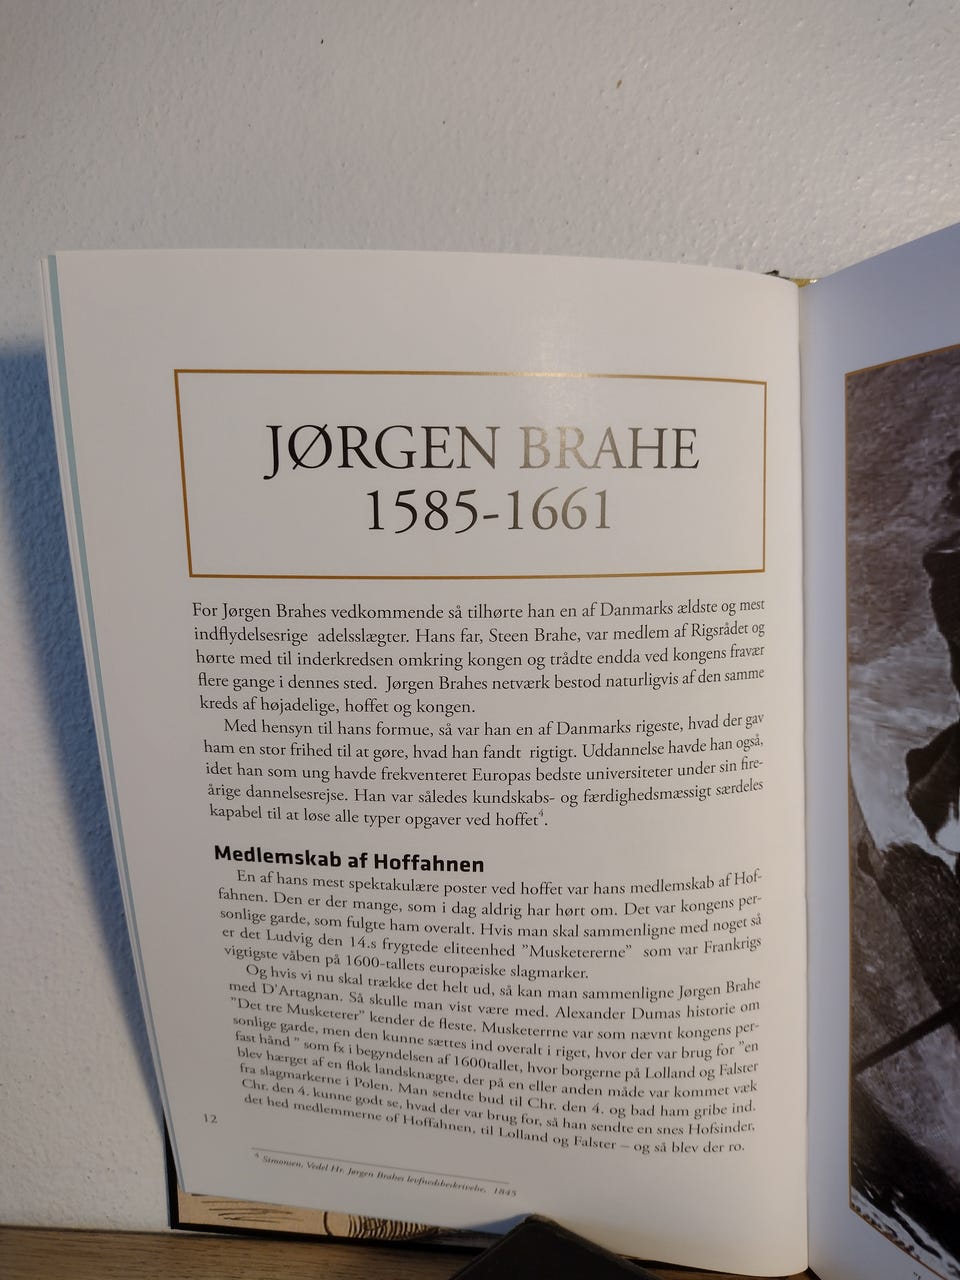 JØRGEN BRAHE
1585-1661
For Jørgen Brahes vedkommende så tilhørte han en af Danmarks ældste og mest
indflydelsesrige adelsslægter. Hans far, Steen Brahe, var medlem af Rigsrådet og
hørte med til inderkredsen omkring kongen og trådte endda ved kongens fravær
flere gange i dennes sted. Jørgen Brahes netværk bestod naturligvis af den samme
kreds af højadelige, hoffet og kongen.
Med hensyn til hans formue, så var han en af Danmarks rigeste, hvad der gav
ham en stor frihed til at gøre, hvad han fandt rigtigt. Uddannelse havde han også,
idet han som ung havde frekventeret Europas bedste universiteter under sin fire-
årige dannelsesrejse. Han var således kundskabs- og færdighedsmæssigt særdeles
kapabel til at løse alle typer opgaver ved hoffet⁴.
Medlemskab af Hoffahnen
En af hans mest spektakulære poster ved hoffet var hans medlemskab af Hof-
fahnen. Den er der mange, som i dag aldrig har hørt om. Det var kongens per-
sonlige garde, som fulgte ham overalt. Hvis man skal sammenligne med noget så
er det Ludvig den 14.s frygtede eliteenhed "Musketererne" som var Frankrigs
vigtigste våben på 1600-tallets europæiske slagmarker.
Og hvis vi nu skal trække det helt ud, så kan man sammenligne Jørgen Brahe
med D'Artagnan. Så skulle man vist være med. Alexander Dumas historie om
"Det tre Musketerer" kender de fleste. Musketerrne var som nævnt kongens per-
sonlige garde, men den kunne sættes ind overalt i riget, hvor der var brug for "en
fast hånd " som fx i begyndelsen af 1600tallet, hvor borgerne på Lolland og Falster
blev hærget af en flok landsknægte, der på en eller anden måde var kommet væk
fra slagmarkerne i Polen. Man sendte bud til Chr. den 4. og bad ham gribe ind.
Chr. den 4. kunne godt se, hvad der var brug for, så han sendte en snes Hofsinder,
det hed medlemmerne of Hoffahnen, til Lolland og Falster – og så blev der ro.
12
⁴ Simonsen, Vedel Hr. Jørgen Brahes levfnedsbeskrivelse, 1845